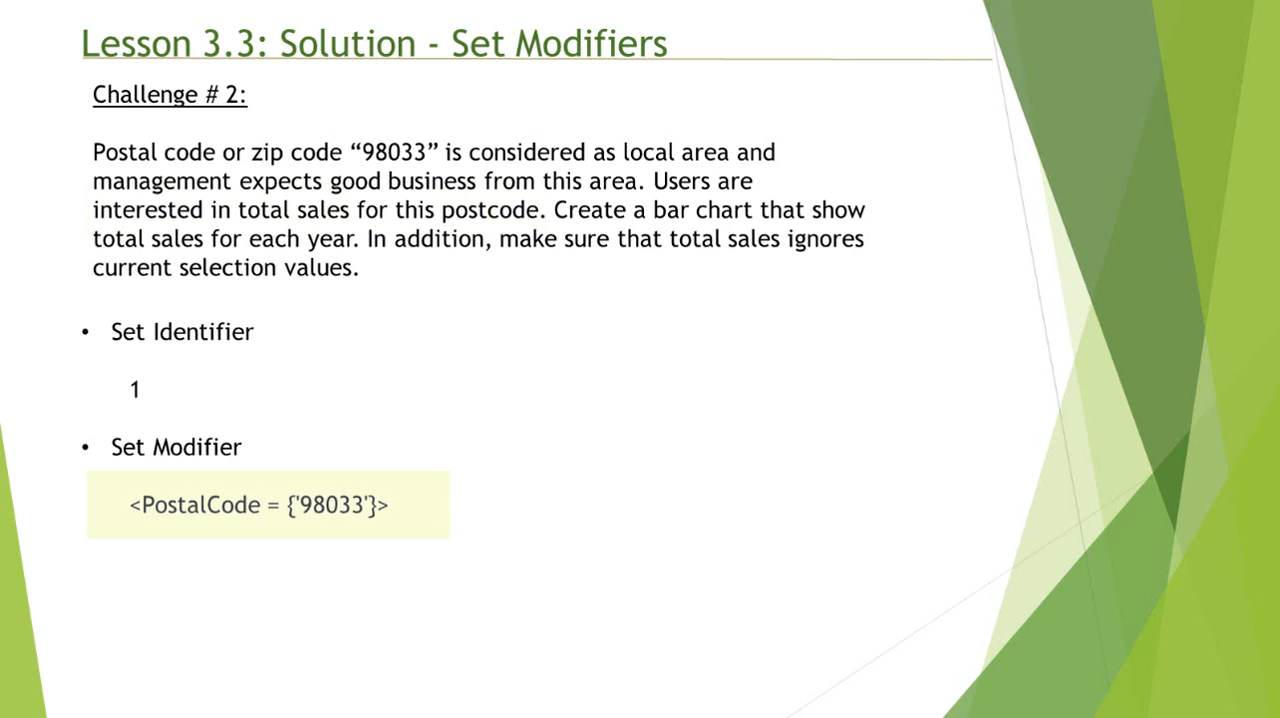 Lesson 3.3: Solution - Set Modifiers
Challenge # 2:
Postal code or zip code “98033” is considered as local area and
management expects good business from this area. Users are
interested in total sales for this postcode. Create a bar chart that show
total sales for each year. In addition, make sure that total sales ignores
current selection values.
• Set Identifier
1
• Set Modifier
<PostalCode = {'98033'}>